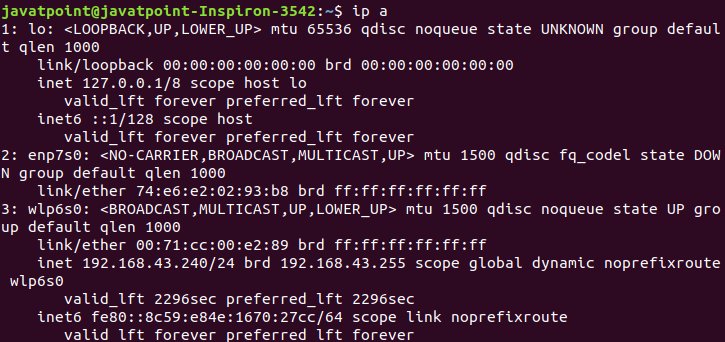 javatpoint@javatpoint-Inspiron-3542:~$ ip a
1: lo: <LOOPBACK,UP,LOWER_UP> mtu 65536 qdisc noqueue state UNKNOWN group defaul
t qlen 1000
    link/loopback 00:00:00:00:00:00 brd 00:00:00:00:00:00
    inet 127.0.0.1/8 scope host lo
       valid_lft forever preferred_lft forever
    inet6 ::1/128 scope host
       valid_lft forever preferred_lft forever
2: enp7s0: <NO-CARRIER,BROADCAST,MULTICAST,UP> mtu 1500 qdisc fq_codel state DOW
N group default qlen 1000
    link/ether 74:e6:e2:02:93:b8 brd ff:ff:ff:ff:ff:ff
3: wlp6s0: <BROADCAST,MULTICAST,UP,LOWER_UP> mtu 1500 qdisc noqueue state UP gro
up default qlen 1000
    link/ether 00:71:cc:00:e2:89 brd ff:ff:ff:ff:ff:ff
    inet 192.168.43.240/24 brd 192.168.43.255 scope global dynamic noprefixroute
 wlp6s0
       valid_lft 2296sec preferred_lft 2296sec
    inet6 fe80::8c59:e84e:1670:27cc/64 scope link noprefixroute
       valid_lft forever preferred_lft forever